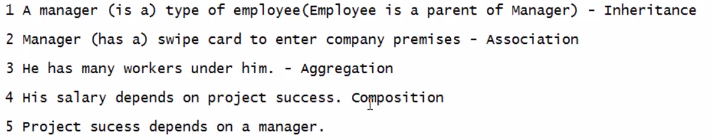 1 A manager (is a) type of employee(Employee is a parent of Manager) - Inheritance
2 Manager (has a) swipe card to enter company premises - Association
3 He has many workers under him. - Aggregation
4 His salary depends on project success. Composition
5 Project sucess depends on a manager.